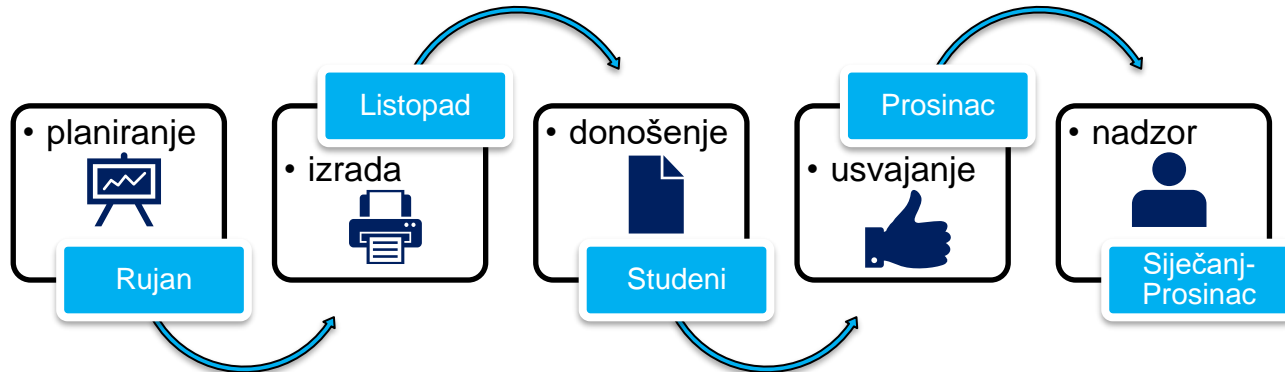 • planiranje
Rujan
Listopad
• izrada
• donošenje
Studeni
Prosinac
• usvajanje
• nadzor
Siječanj-
Prosinac